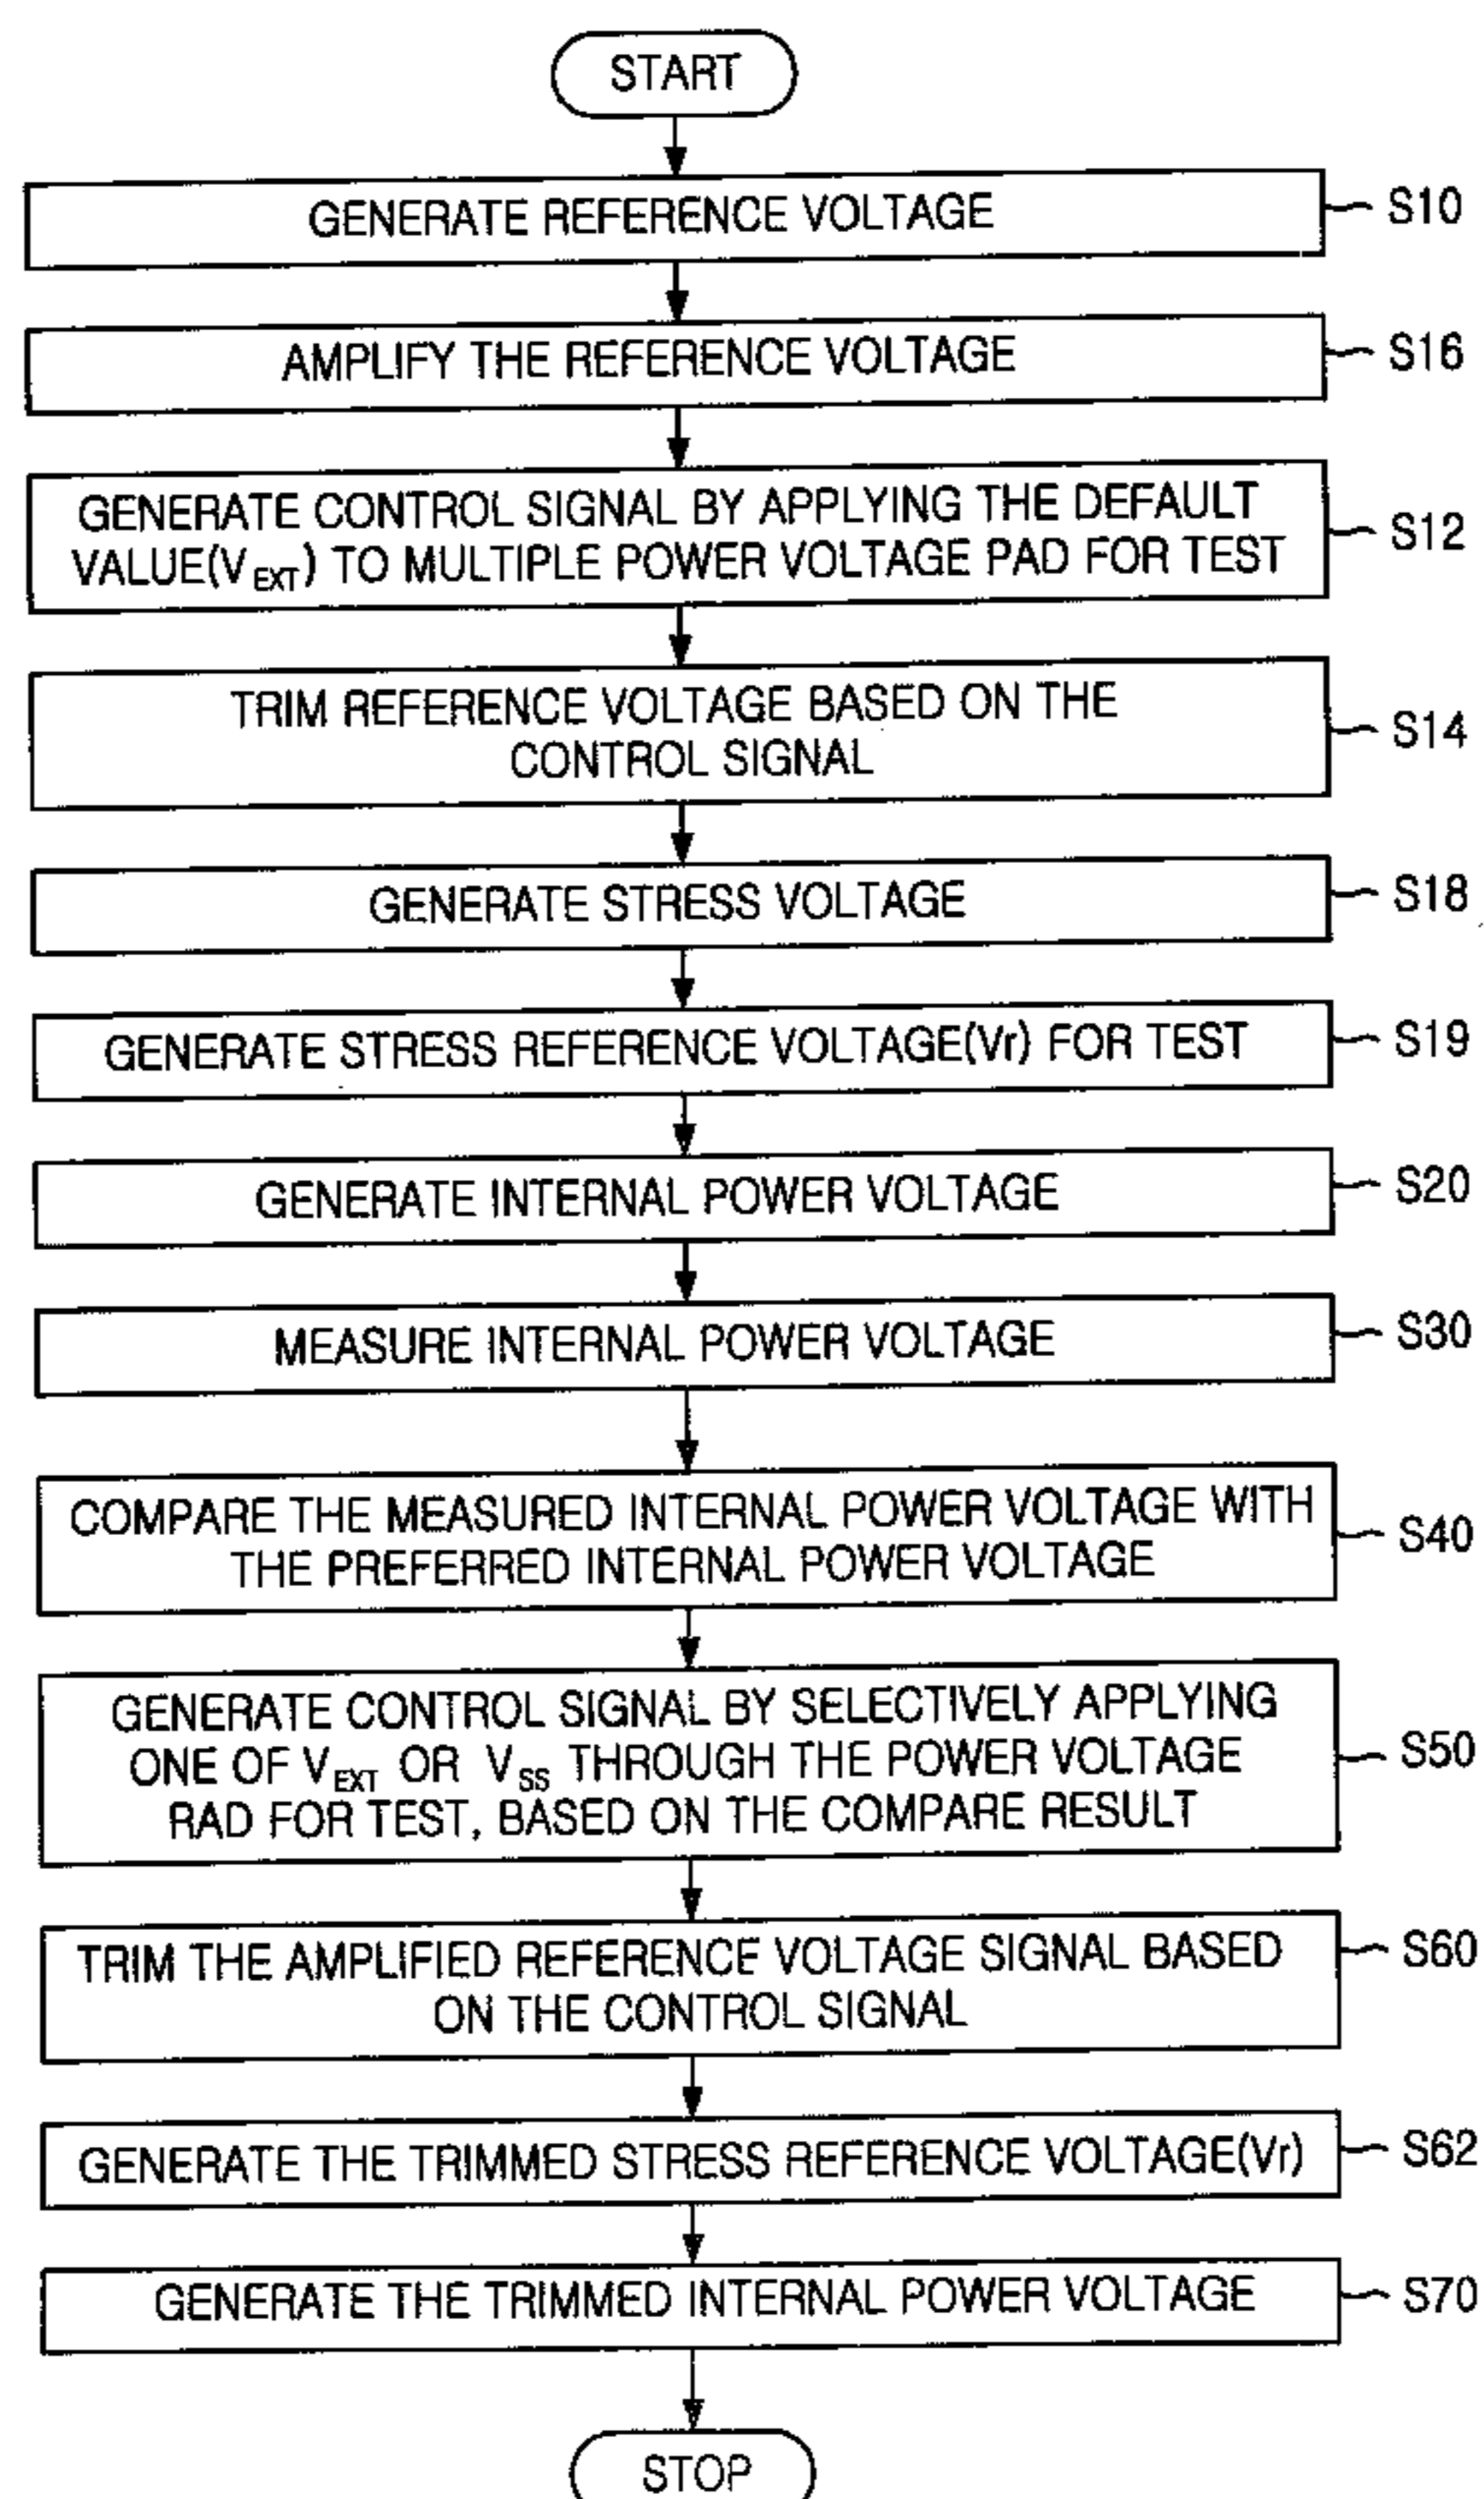 START
GENERATE REFERENCE VOLTAGE
S10
AMPLIFY THE REFERENCE VOLTAGE
S16
GENERATE CONTROL SIGNAL BY APPLYING THE DEFAULT
VALUE(VEXT) TO MULTIPLE POWER VOLTAGE PAD FOR TEST
S12
TRIM REFERENCE VOLTAGE BASED ON THE
CONTROL SIGNAL
S14
GENERATE STRESS VOLTAGE
S18
GENERATE STRESS REFERENCE VOLTAGE(Vr) FOR TEST
S19
GENERATE INTERNAL POWER VOLTAGE
S20
MEASURE INTERNAL POWER VOLTAGE
S30
COMPARE THE MEASURED INTERNAL POWER VOLTAGE WITH
THE PREFERRED INTERNAL POWER VOLTAGE
S40
GENERATE CONTROL SIGNAL BY SELECTIVELY APPLYING
ONE OF VEXT OR VSS THROUGH THE POWER VOLTAGE
RAD FOR TEST, BASED ON THE COMPARE RESULT
S50
TRIM THE AMPLIFIED REFERENCE VOLTAGE SIGNAL BASED
ON THE CONTROL SIGNAL
S60
GENERATE THE TRIMMED STRESS REFERENCE VOLTAGE(Vr)
S62
GENERATE THE TRIMMED INTERNAL POWER VOLTAGE
S70
STOP